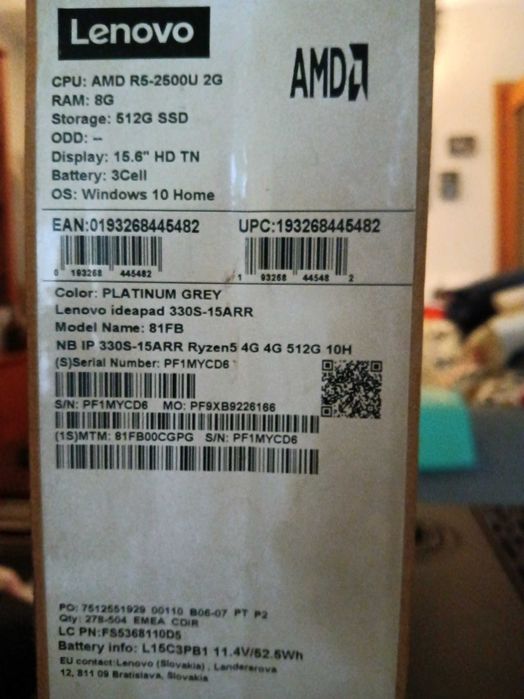 Lenovo
AMD
CPU: AMD R5-2500U 2G
RAM: 8G
Storage: 512G SSD
ODD: --
Display: 15.6" HD TN
Battery: 3Cell
OS: Windows 10 Home
EAN:0193268445482 UPC:193268445482
0 193268 445482 1 93268 44548 2
Color: PLATINUM GREY
Lenovo ideapad 330S-15ARR
Model Name: 81FB
NB IP 330S-15ARR Ryzen5 4G 4G 512G 10H
(S)Serial Number: PF1MYCD6
S/N: PF1MYCD6 MO: PF9XB9226166
(1S)MTM: 81FB00CGPG S/N: PF1MYCD6
PO: 7512551929 00110 B06-07 PT P2
Qty: 278-504 EMEA CDIR
LC PN:FS5368110D5
Battery info: L15C3PB1 11.4V/52.5Wh
EU contact:Lenovo (Slovakia), Landererova
12, 811 09 Bratislava, Slovakia